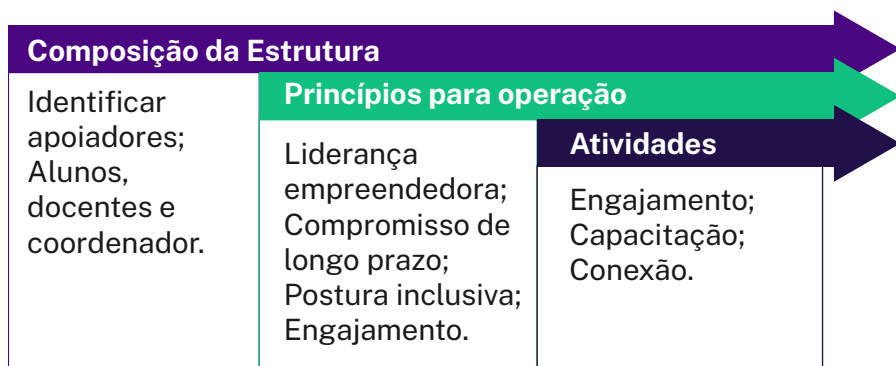 Composição da Estrutura
Identificar
apoiadores;
Alunos,
docentes e
coordenador.
Princípios para operação
Liderança
empreendedora;
Compromisso de
longo prazo;
Postura inclusiva;
Engajamento.
Atividades
Engajamento;
Capacitação;
Conexão.